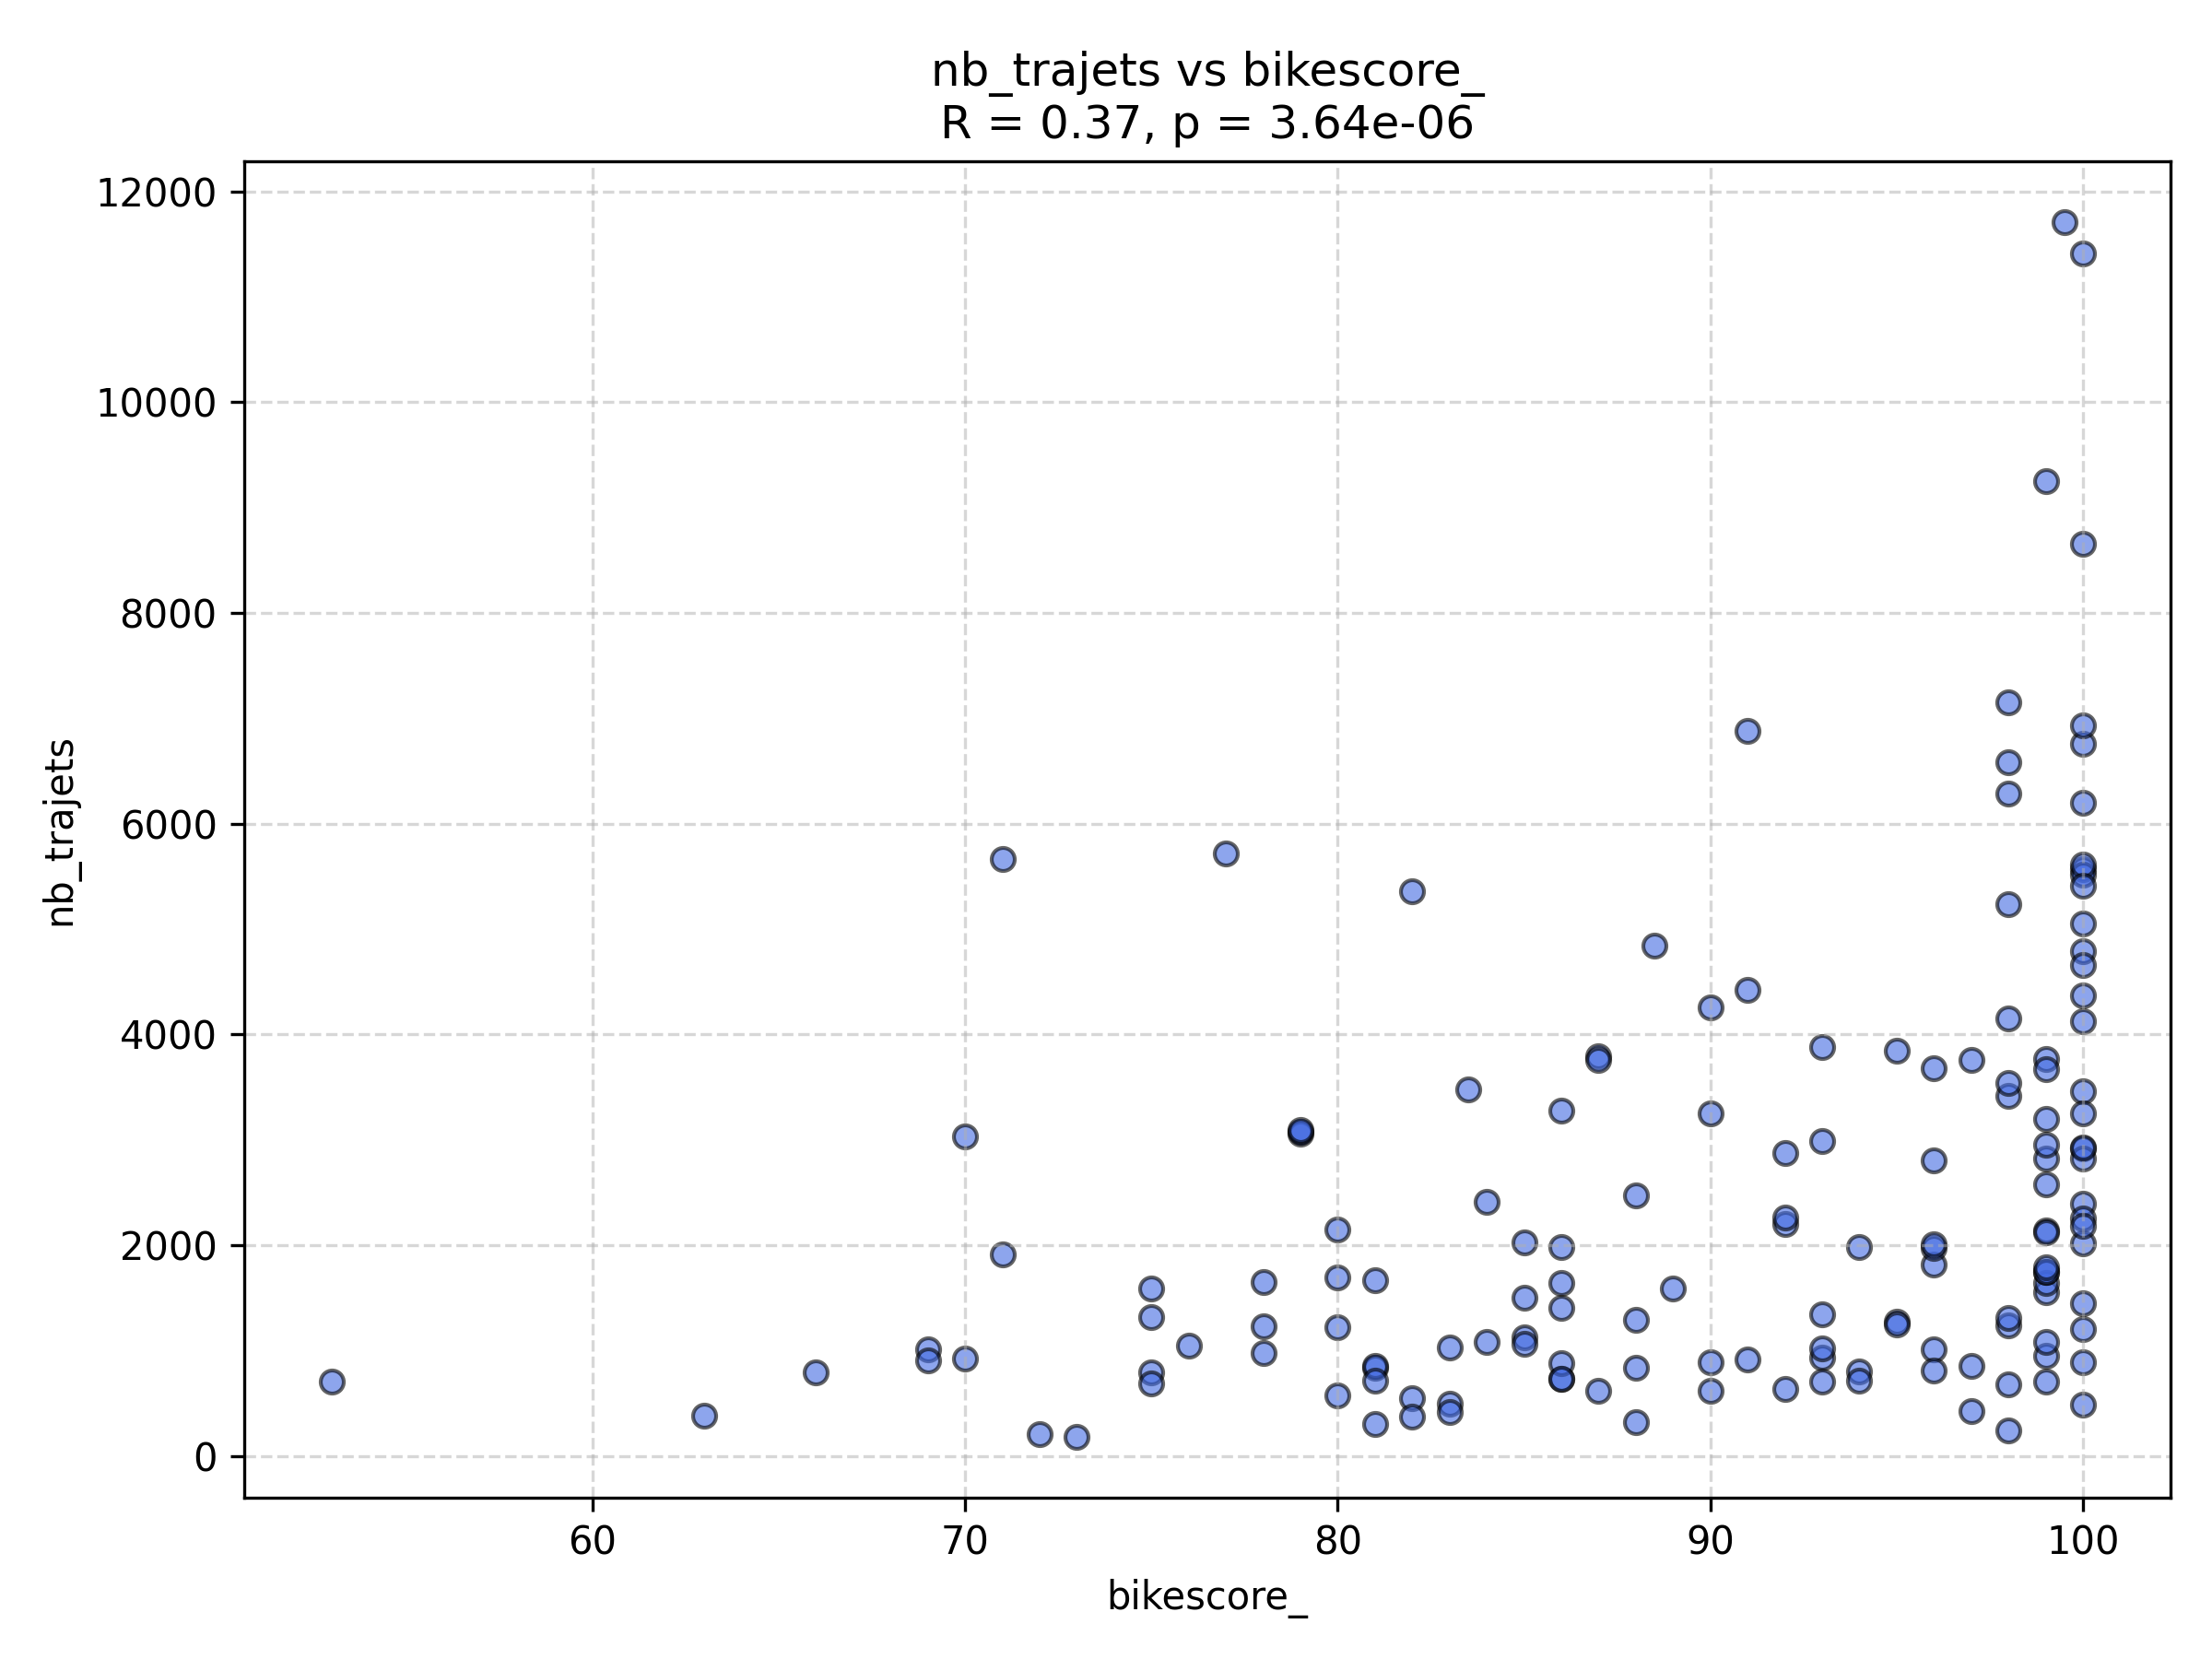 nb_trajets vs bikescore_
R = 0.37, p = 3.64e-06
12000
10000
8000
6000
4000
2000
0
nb_trajets
60 70 80 90 100
bikescore_